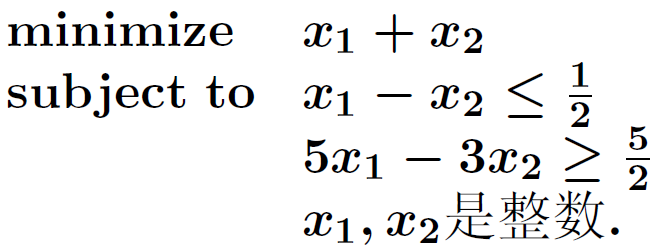 minimize x₁ + x₂
subject to x₁ − x₂ ≤ 1/2
5x₁ − 3x₂ ≥ 5/2
x₁, x₂是整数.